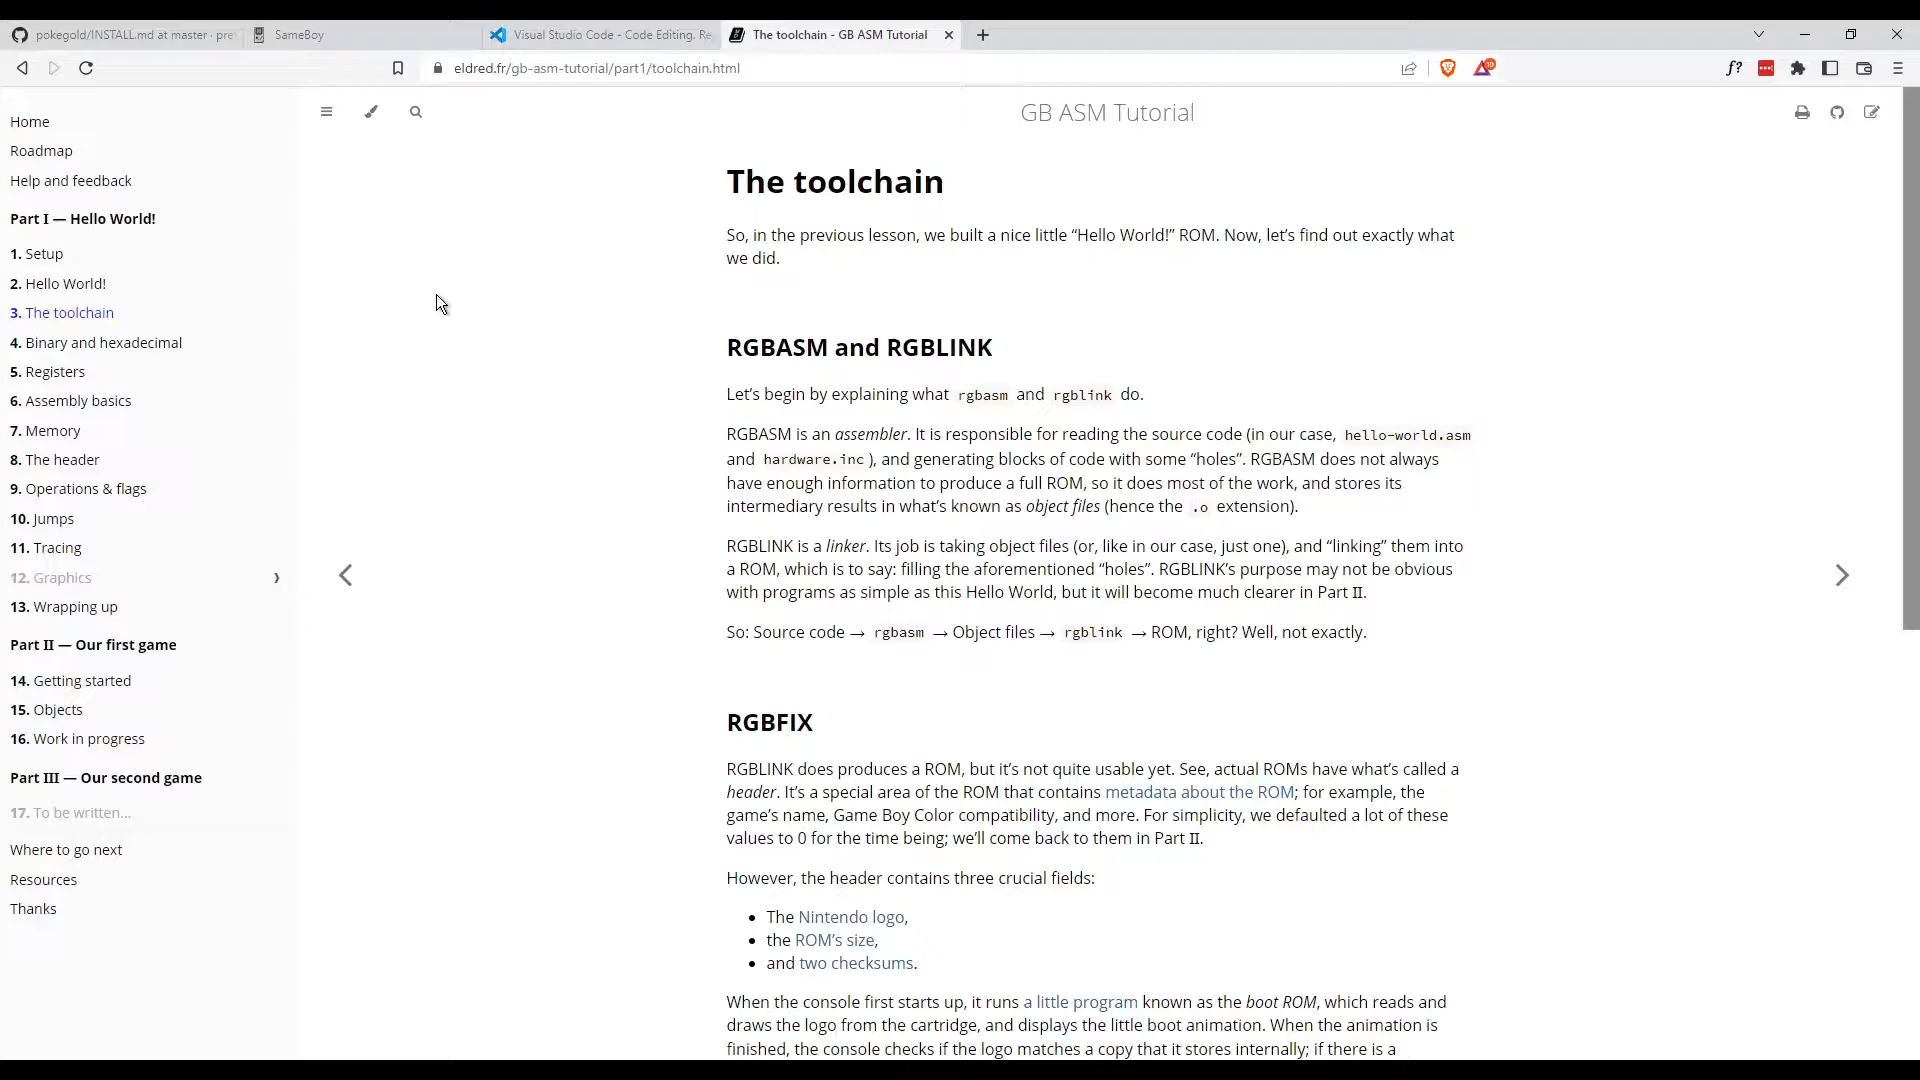 pokegold/INSTALL.md at master · pre
SameBoy
Visual Studio Code - Code Editing. Re
The toolchain - GB ASM Tutorial
eldred.fr/gb-asm-tutorial/part1/toolchain.html
10
f?
Home
Roadmap
Help and feedback
Part I — Hello World!
1. Setup
2. Hello World!
3. The toolchain
4. Binary and hexadecimal
5. Registers
6. Assembly basics
7. Memory
8. The header
9. Operations & flags
10. Jumps
11. Tracing
12. Graphics
13. Wrapping up
Part II — Our first game
14. Getting started
15. Objects
16. Work in progress
Part III — Our second game
17. To be written...
Where to go next
Resources
Thanks
GB ASM Tutorial
The toolchain
So, in the previous lesson, we built a nice little “Hello World!” ROM. Now, let’s find out exactly what
we did.
RGBASM and RGBLINK
Let’s begin by explaining what rgbasm and rgblink do.
RGBASM is an assembler. It is responsible for reading the source code (in our case, hello-world.asm
and hardware.inc), and generating blocks of code with some “holes”. RGBASM does not always
have enough information to produce a full ROM, so it does most of the work, and stores its
intermediary results in what’s known as object files (hence the .o extension).
RGBLINK is a linker. Its job is taking object files (or, like in our case, just one), and “linking” them into
a ROM, which is to say: filling the aforementioned “holes”. RGBLINK’s purpose may not be obvious
with programs as simple as this Hello World, but it will become much clearer in Part II.
So: Source code → rgbasm → Object files → rgblink → ROM, right? Well, not exactly.
RGBFIX
RGBLINK does produces a ROM, but it’s not quite usable yet. See, actual ROMs have what’s called a
header. It’s a special area of the ROM that contains metadata about the ROM; for example, the
game’s name, Game Boy Color compatibility, and more. For simplicity, we defaulted a lot of these
values to 0 for the time being; we’ll come back to them in Part II.
However, the header contains three crucial fields:
• The Nintendo logo,
• the ROM’s size,
• and two checksums.
When the console first starts up, it runs a little program known as the boot ROM, which reads and
draws the logo from the cartridge, and displays the little boot animation. When the animation is
finished, the console checks if the logo matches a copy that it stores internally; if there is a